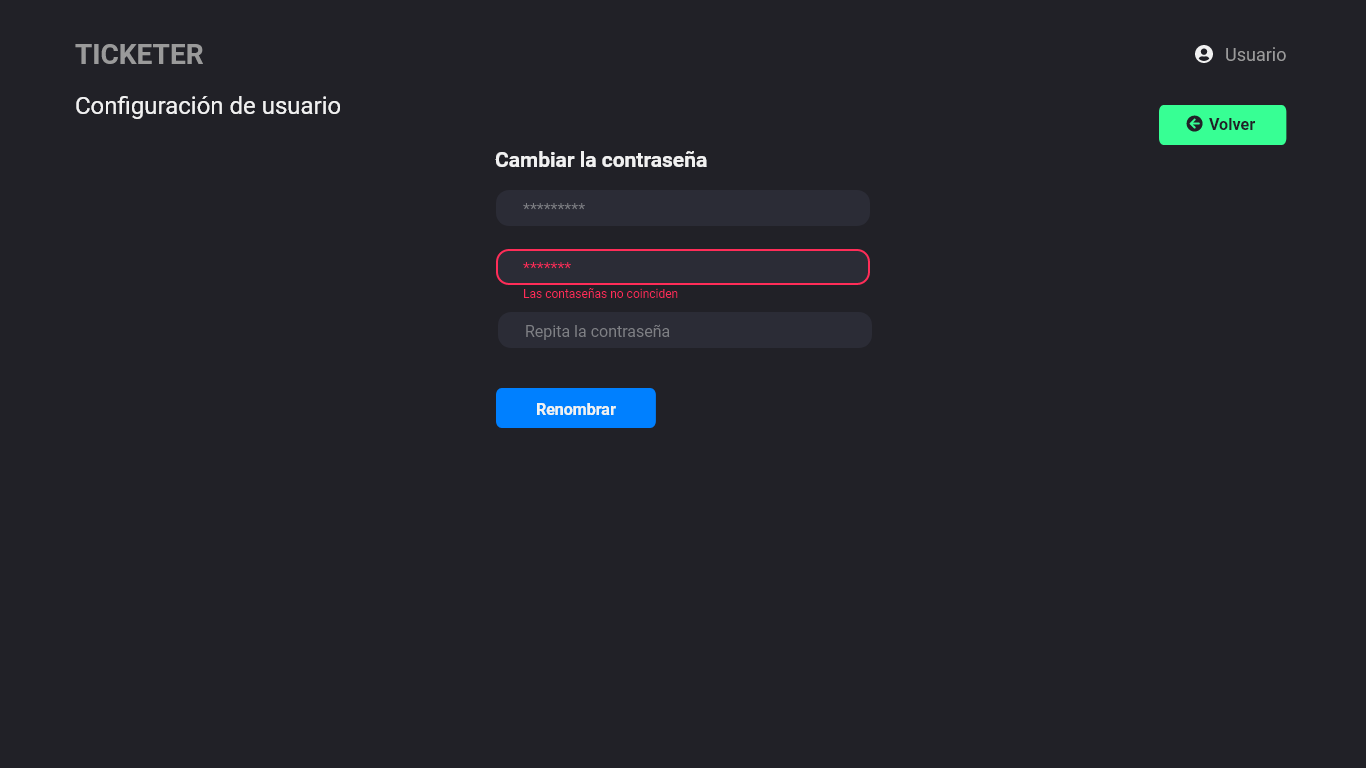 TICKETER
Usuario
Configuración de usuario
Volver
Cambiar la contraseña
*********
*******
Las contaseñas no coinciden
Repita la contraseña
Renombrar